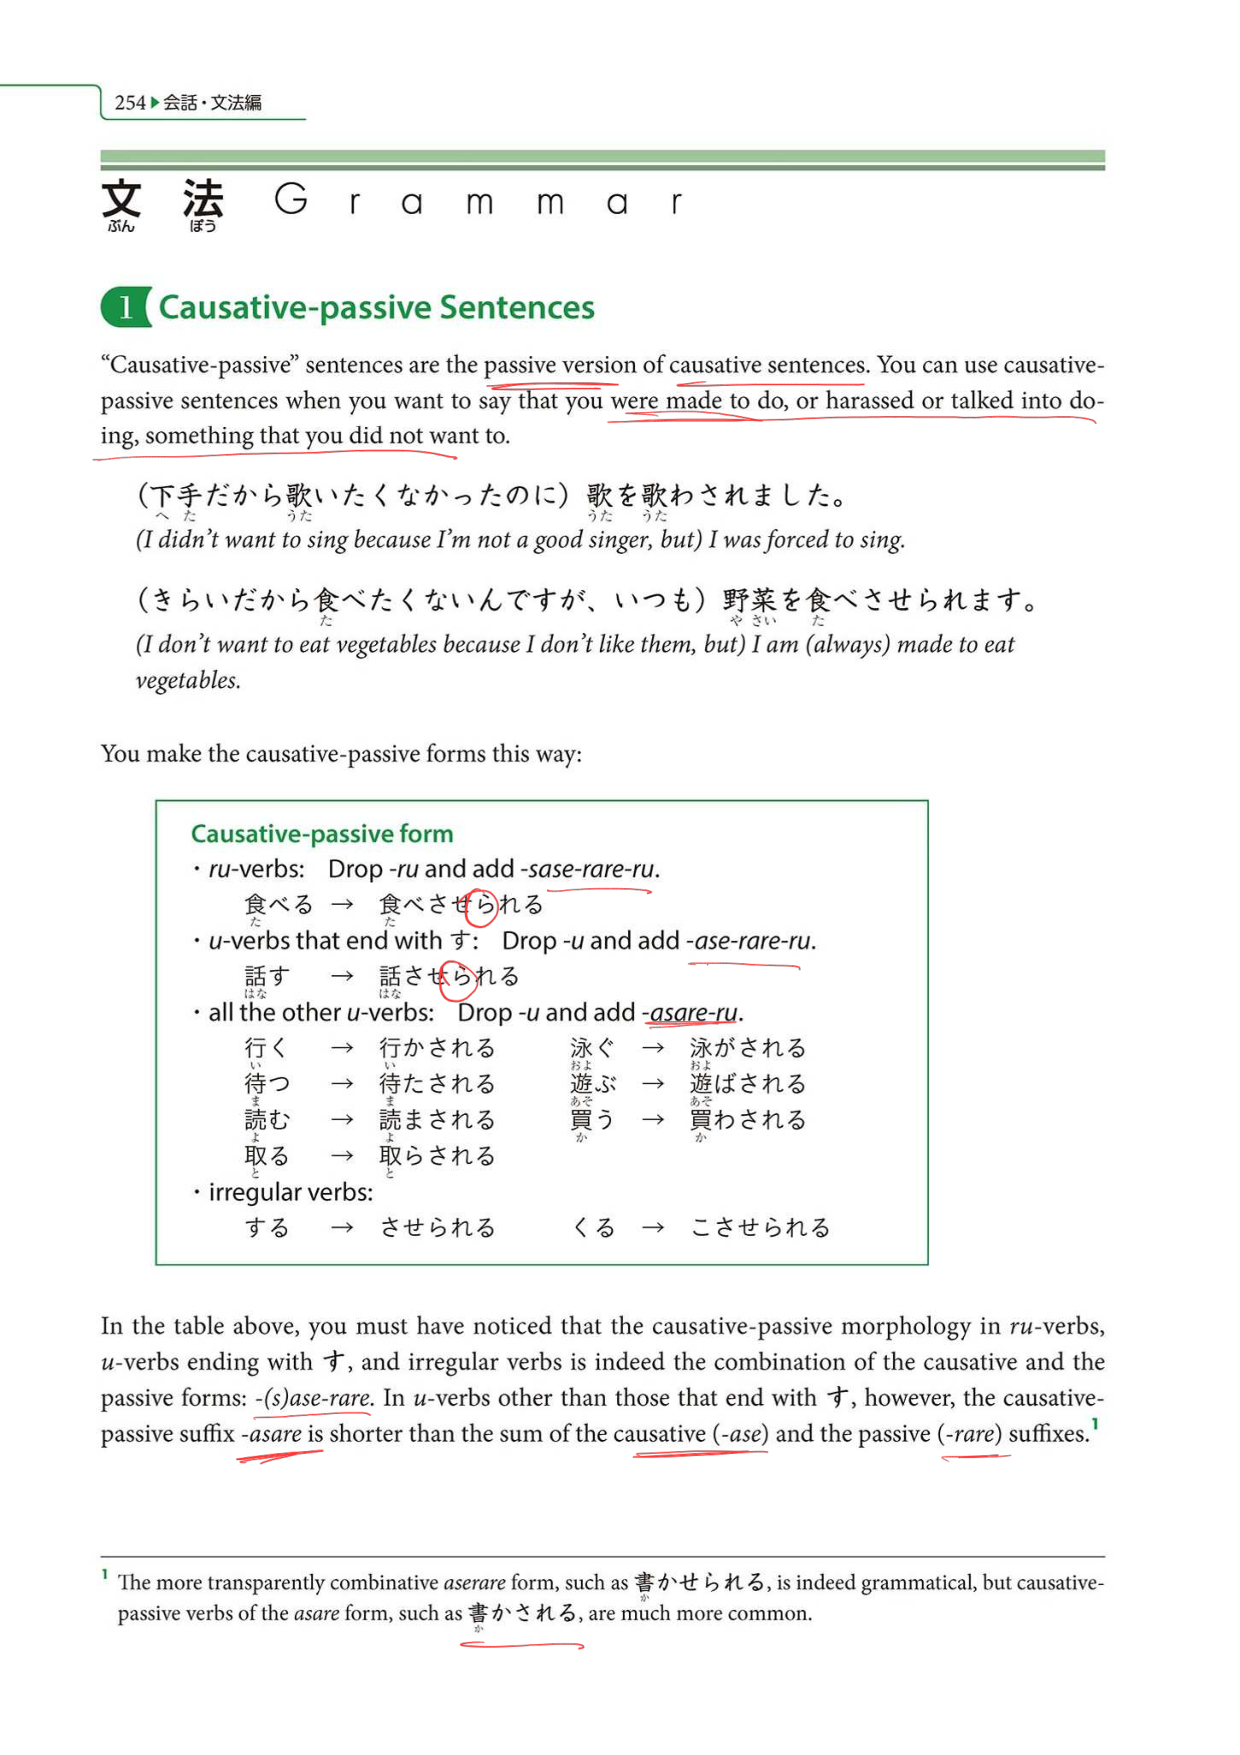 254▶会話・文法編
文法 Grammar
ぶん ぽう
1 Causative-passive Sentences
“Causative-passive” sentences are the passive version of causative sentences. You can use causative-
passive sentences when you want to say that you were made to do, or harassed or talked into do-
ing, something that you did not want to.
（下手だから歌いたくなかったのに）歌を歌わされました。
へ た うた うた うた
(I didn’t want to sing because I’m not a good singer, but) I was forced to sing.
（きらいだから食べたくないんですが、いつも）野菜を食べさせられます。
た や さい た
(I don’t want to eat vegetables because I don’t like them, but) I am (always) made to eat
vegetables.
You make the causative-passive forms this way:
Causative-passive form
・ru-verbs: Drop -ru and add -sase-rare-ru.
食べる → 食べさせられる
た た
・u-verbs that end with す: Drop -u and add -ase-rare-ru.
話す → 話させられる
はな はな
・all the other u-verbs: Drop -u and add -asare-ru.
行く → 行かされる 泳ぐ → 泳がされる
い い およ およ
待つ → 待たされる 遊ぶ → 遊ばされる
ま ま あそ あそ
読む → 読まされる 買う → 買わされる
よ よ か か
取る → 取らされる
と と
・irregular verbs:
する → させられる くる → こさせられる
In the table above, you must have noticed that the causative-passive morphology in ru-verbs,
u-verbs ending with す, and irregular verbs is indeed the combination of the causative and the
passive forms: -(s)ase-rare. In u-verbs other than those that end with す, however, the causative-
passive suffix -asare is shorter than the sum of the causative (-ase) and the passive (-rare) suffixes.1
1 The more transparently combinative aserare form, such as 書かせられる, is indeed grammatical, but causative-
か
passive verbs of the asare form, such as 書かされる, are much more common.
か